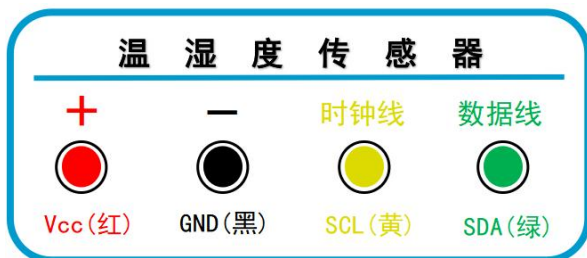 温湿度传感器
+ − 时钟线 数据线
Vcc(红) GND(黑) SCL(黄) SDA(绿)